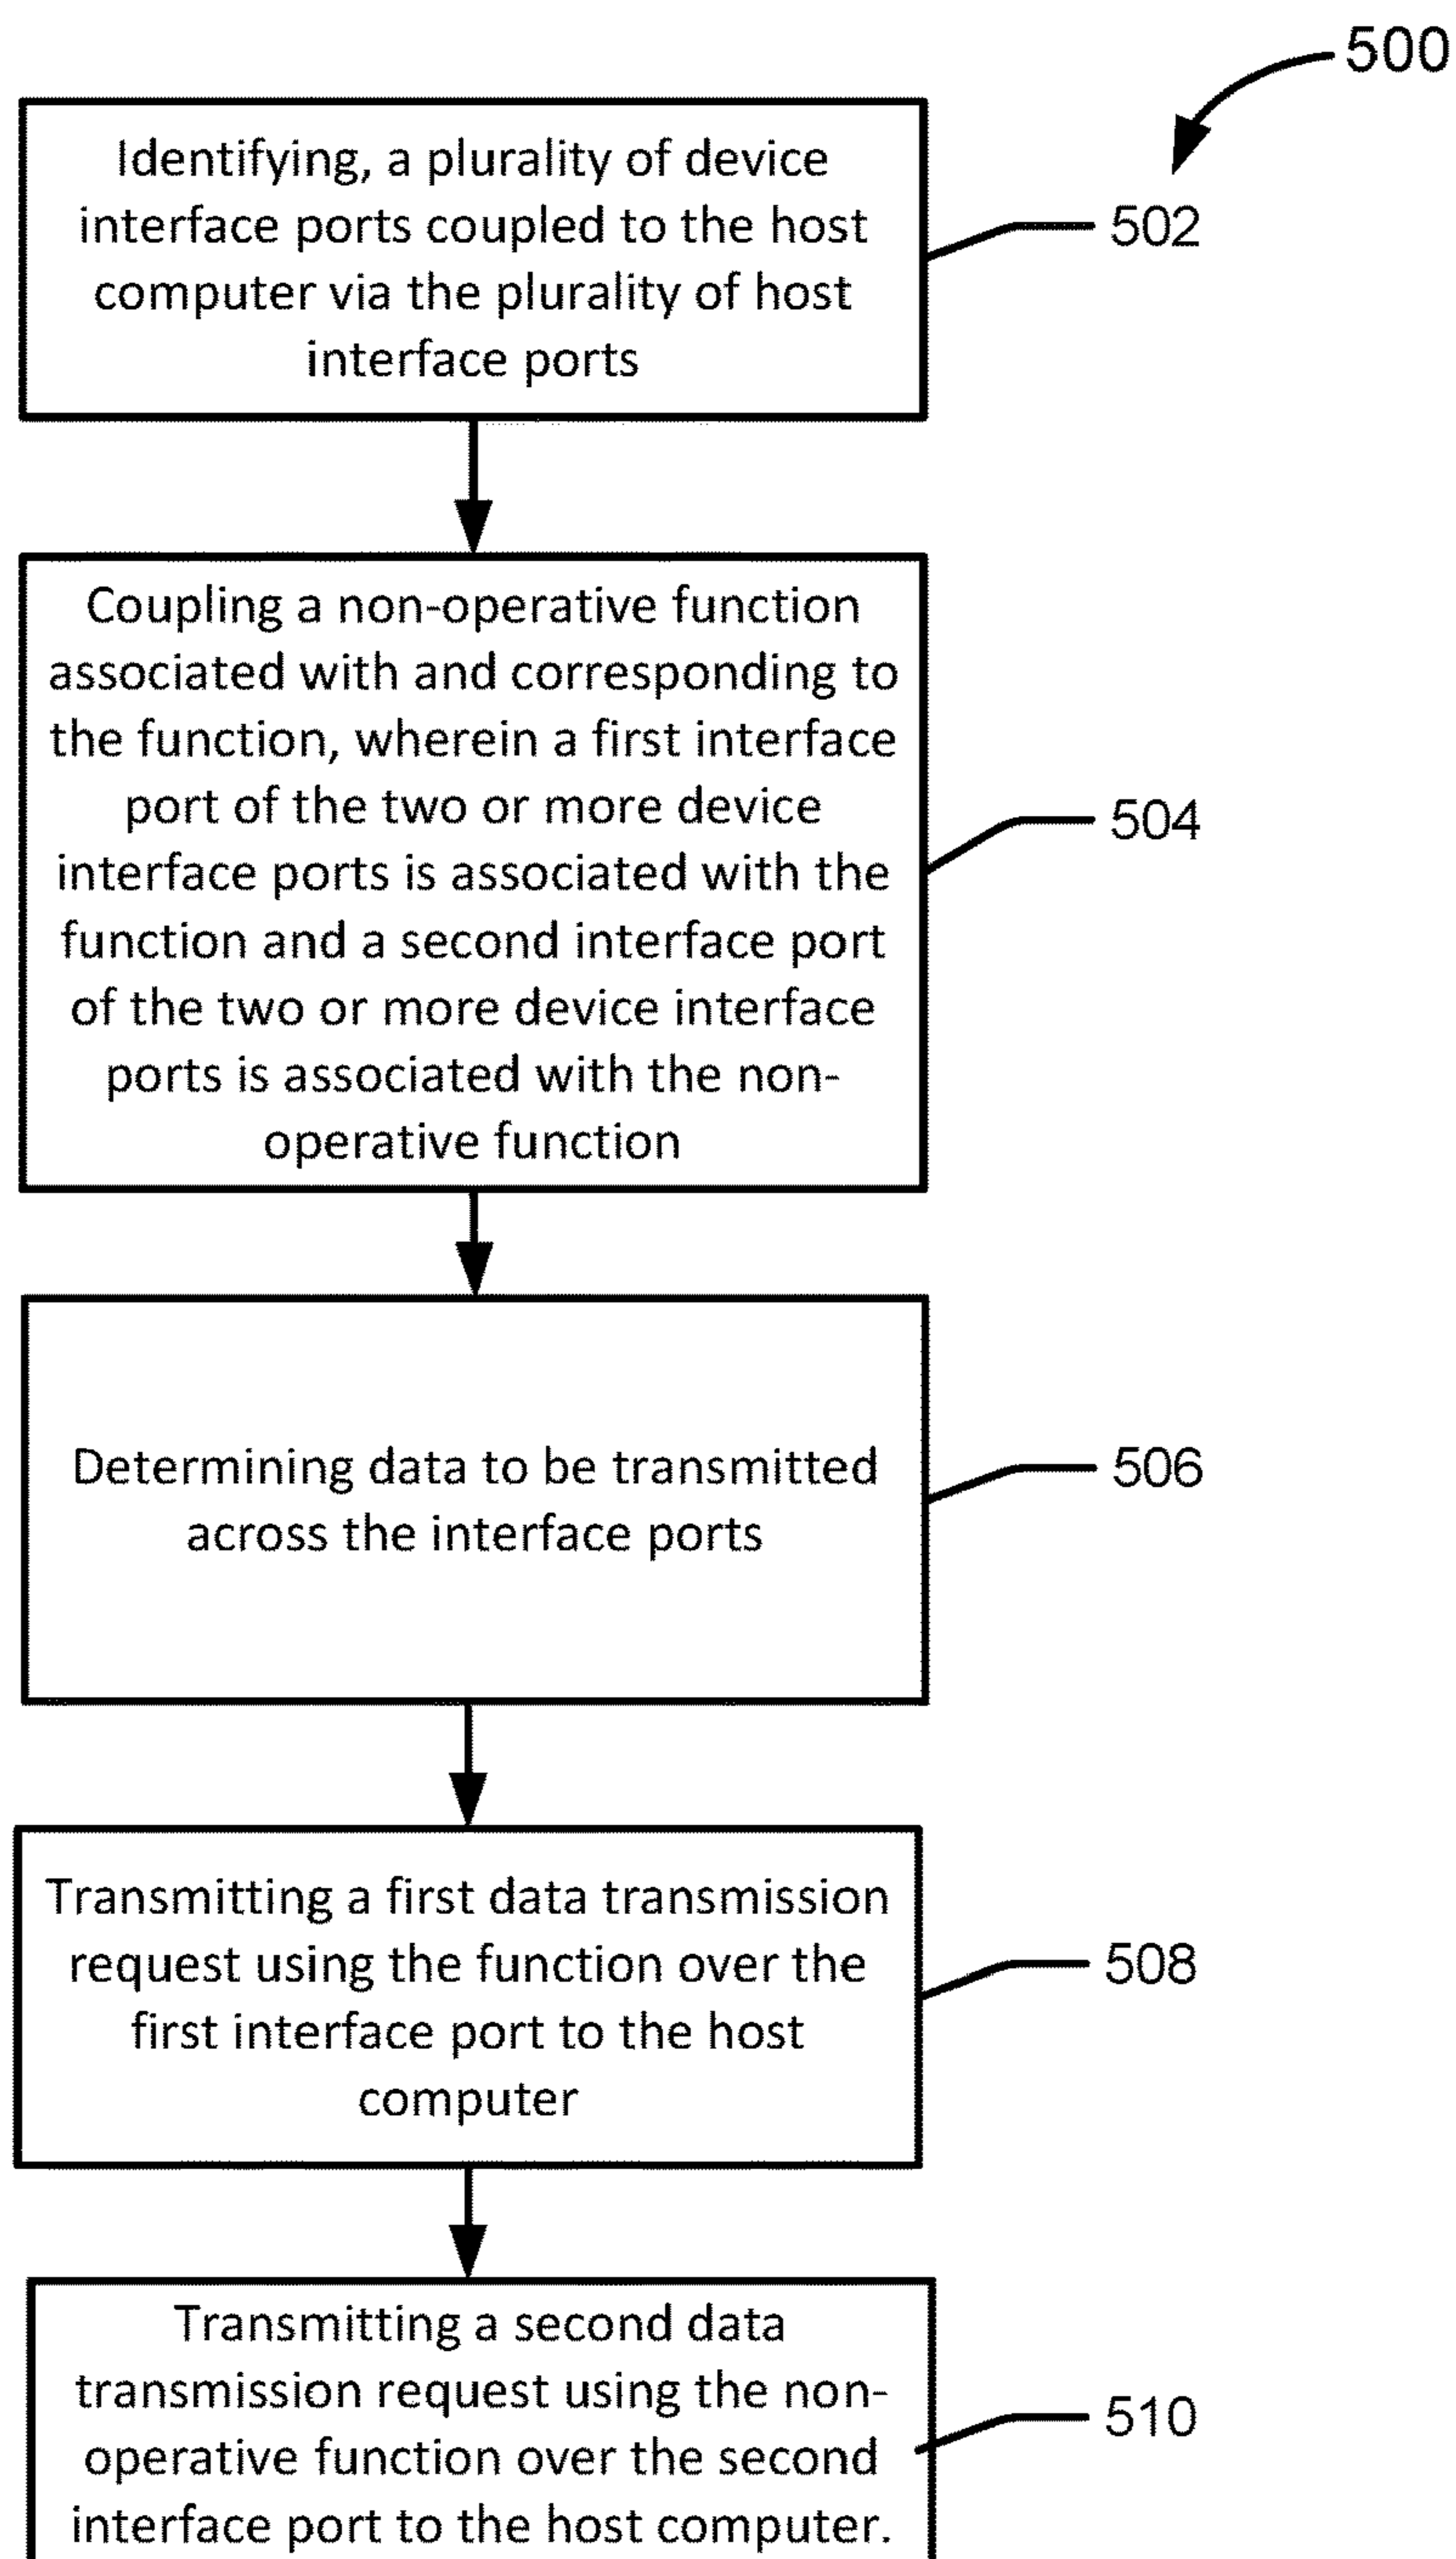 500
Identifying, a plurality of device
interface ports coupled to the host
computer via the plurality of host
interface ports
502
Coupling a non-operative function
associated with and corresponding to
the function, wherein a first interface
port of the two or more device
interface ports is associated with the
function and a second interface port
of the two or more device interface
ports is associated with the non-
operative function
504
Determining data to be transmitted
across the interface ports
506
Transmitting a first data transmission
request using the function over the
first interface port to the host
computer
508
Transmitting a second data
transmission request using the non-
operative function over the second
interface port to the host computer.
510